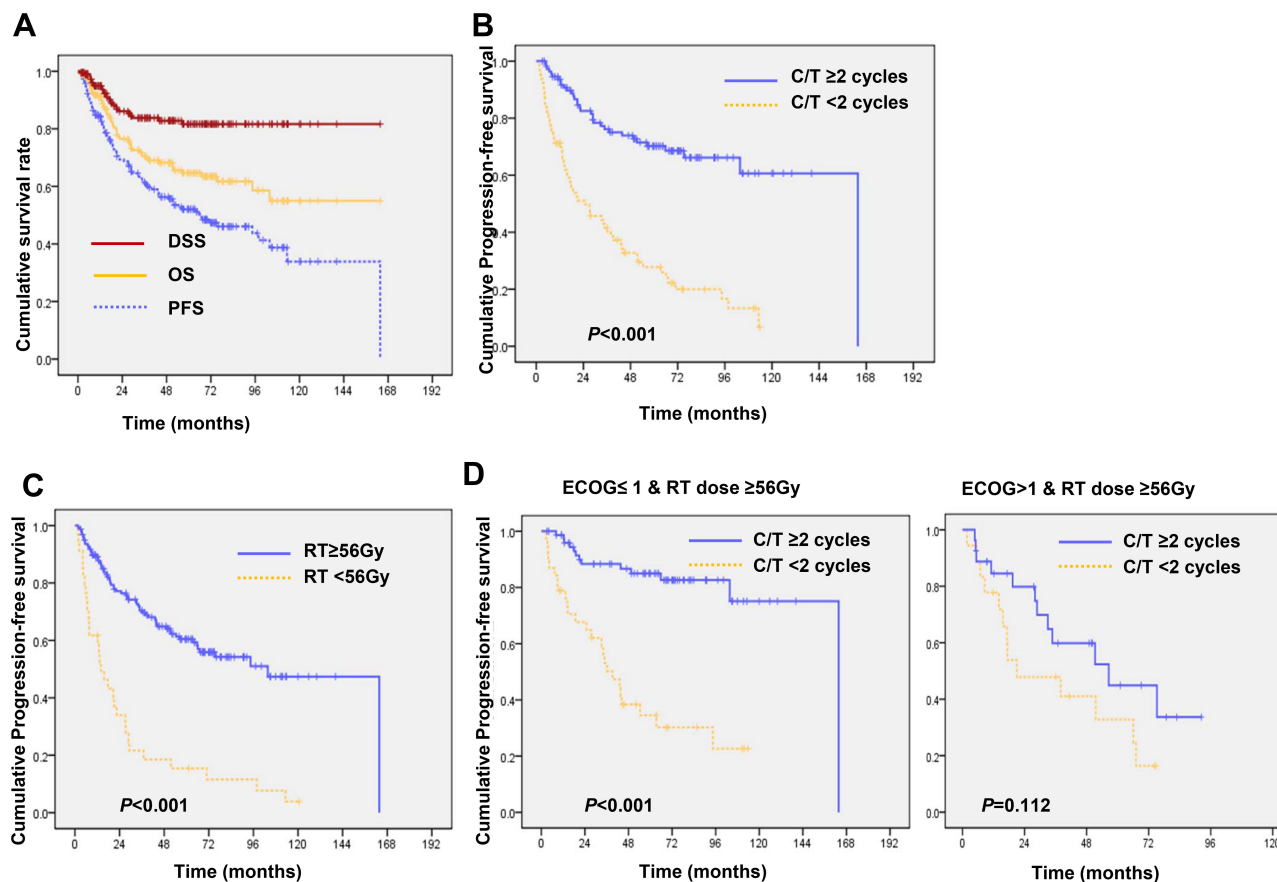 A
Cumulative survival rate
1.0
0.8
0.6
0.4
0.2
0.0
DSS
OS
PFS
0 24 48 72 96 120 144 168 192
Time (months)
B
Cumulative Progression-free survival
1.0
0.8
0.6
0.4
0.2
0.0
C/T ≥2 cycles
C/T <2 cycles
P<0.001
0 24 48 72 96 120 144 168 192
Time (months)
C
Cumulative Progression-free survival
1.0
0.8
0.6
0.4
0.2
0.0
RT≥56Gy
RT <56Gy
P<0.001
0 24 48 72 96 120 144 168 192
Time (months)
D
ECOG≤ 1 & RT dose ≥56Gy
Cumulative Progression-free survival
1.0
0.8
0.6
0.4
0.2
0.0
C/T ≥2 cycles
C/T <2 cycles
P<0.001
0 24 48 72 96 120 144 168 192
Time (months)
ECOG>1 & RT dose ≥56Gy
1.0
0.8
0.6
0.4
0.2
0.0
C/T ≥2 cycles
C/T <2 cycles
P=0.112
0 24 48 72 96 120
Time (months)